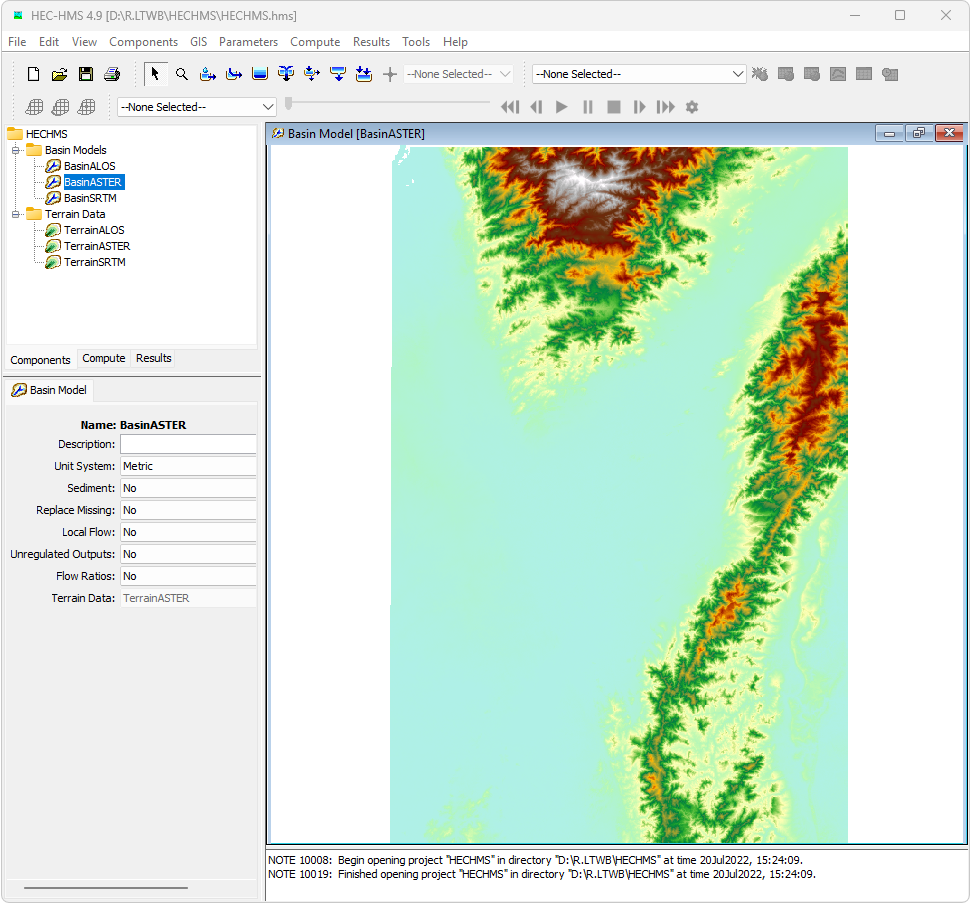 HEC-HMS 4.9 [D:\R.LTWB\HECHMS\HECHMS.hms]
File Edit View Components GIS Parameters Compute Results Tools Help
--None Selected-- --None Selected--
--None Selected--
HECHMS
Basin Models
BasinALOS
BasinASTER
BasinSRTM
Terrain Data
TerrainALOS
TerrainASTER
TerrainSRTM
Components Compute Results
Basin Model
Name: BasinASTER
Description:
Unit System: Metric
Sediment: No
Replace Missing: No
Local Flow: No
Unregulated Outputs: No
Flow Ratios: No
Terrain Data: TerrainASTER
Basin Model [BasinASTER]
NOTE 10008: Begin opening project "HECHMS" in directory "D:\R.LTWB\HECHMS" at time 20Jul2022, 15:24:09.
NOTE 10019: Finished opening project "HECHMS" in directory "D:\R.LTWB\HECHMS" at time 20Jul2022, 15:24:09.